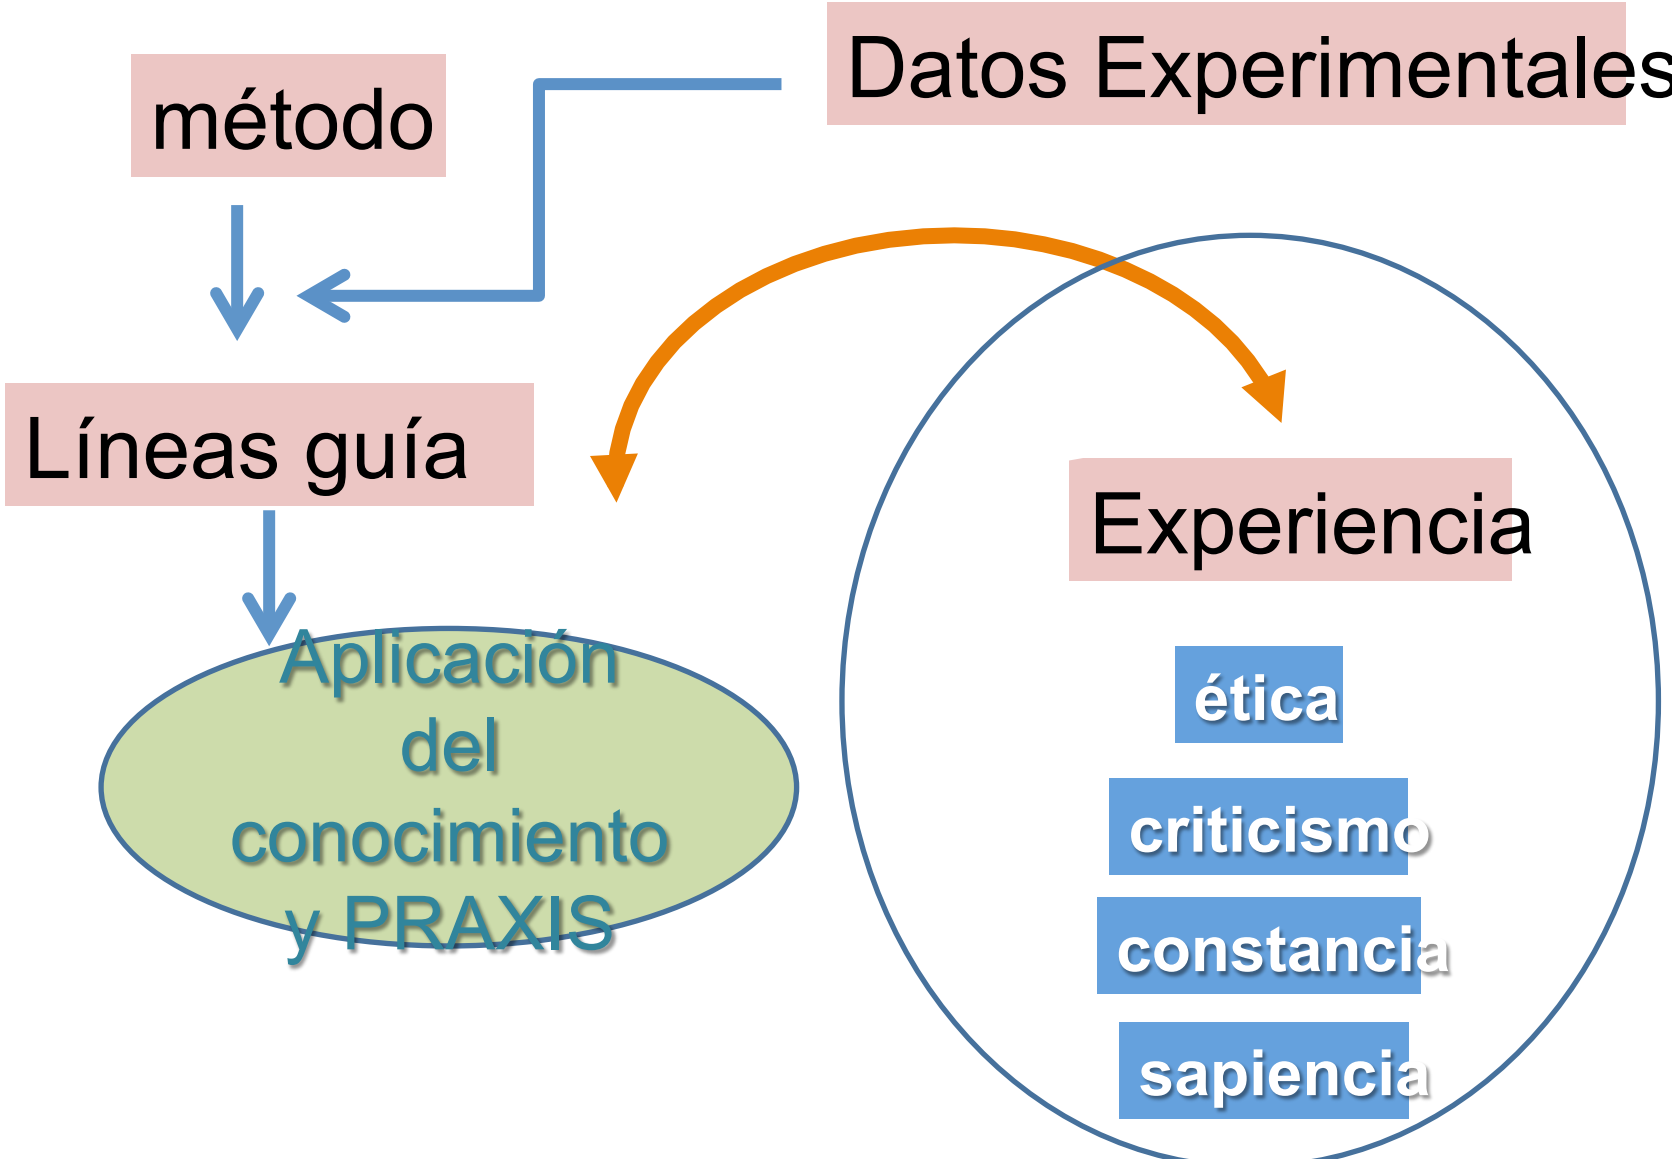 Datos Experimentales
método
Líneas guía
Experiencia
Aplicación
del
conocimiento
y PRAXIS
ética
criticismo
constancia
sapiencia